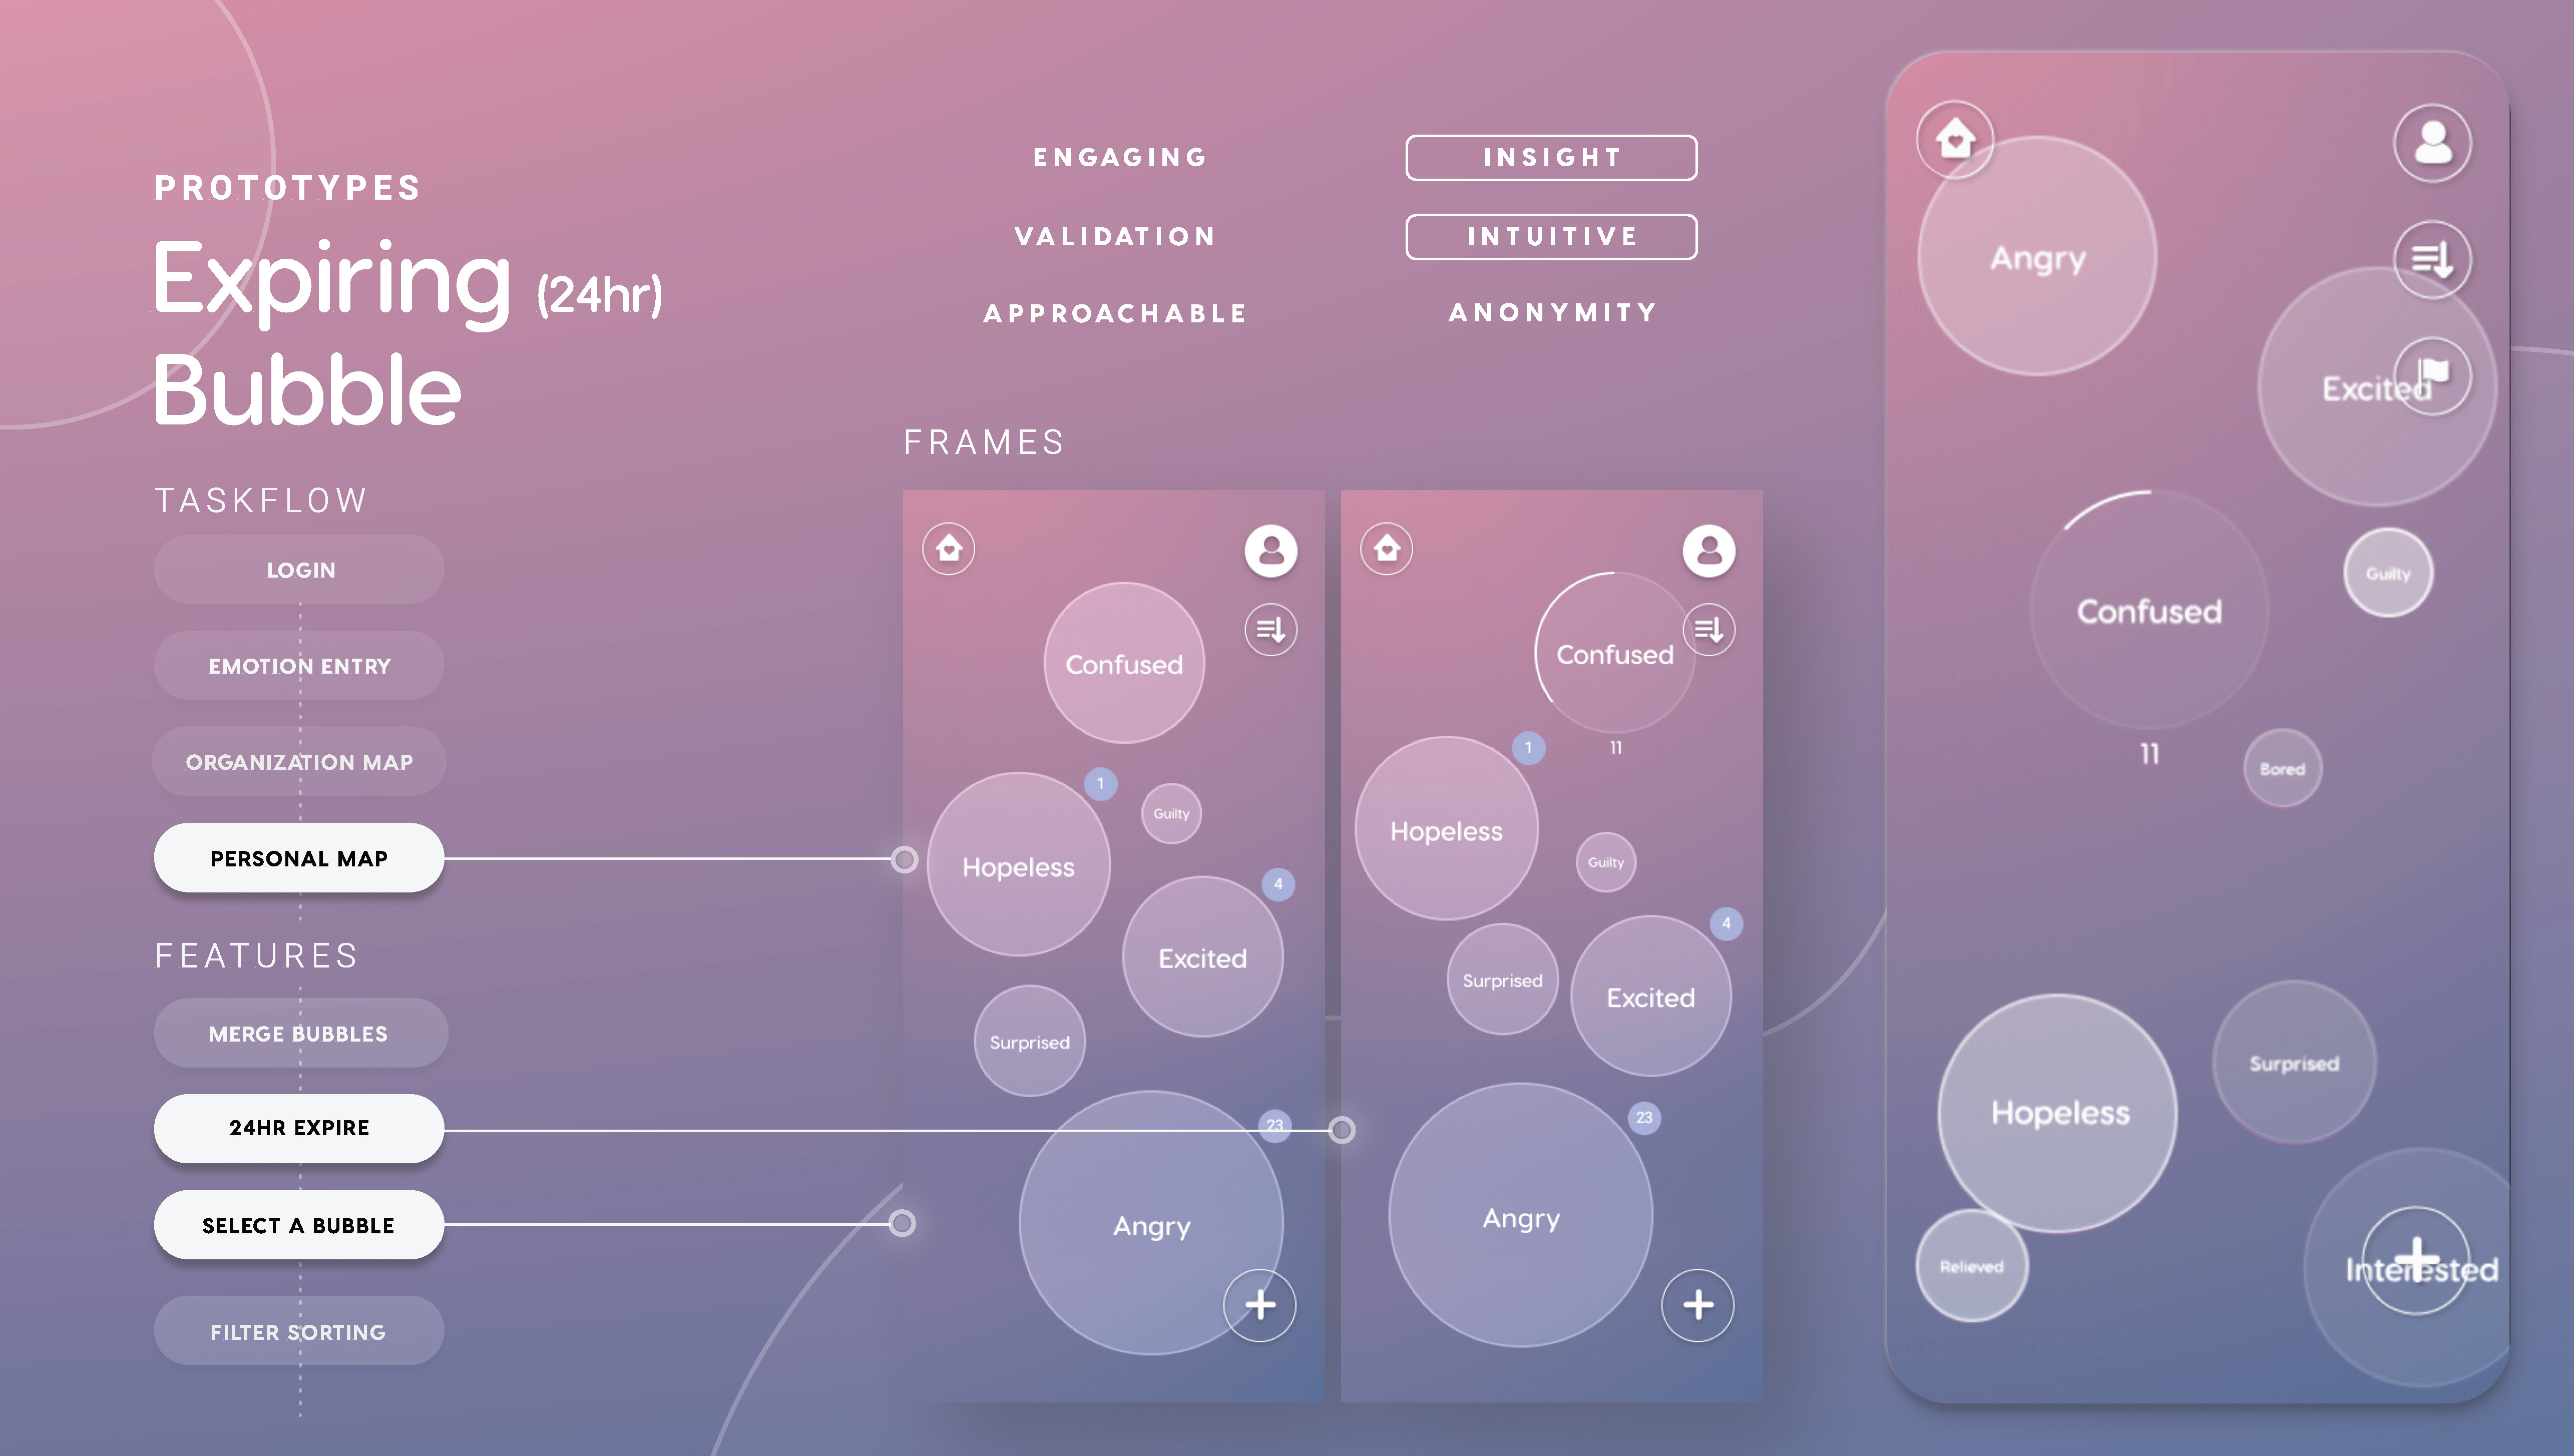 PROTOTYPES
Expiring (24hr)
Bubble
TASKFLOW
LOGIN
EMOTION ENTRY
ORGANIZATION MAP
PERSONAL MAP
FEATURES
MERGE BUBBLES
24HR EXPIRE
SELECT A BUBBLE
FILTER SORTING
ENGAGING
INSIGHT
VALIDATION
INTUITIVE
APPROACHABLE
ANONYMITY
FRAMES
Confused
1
Guilty
Hopeless
4
Excited
Surprised
23
Angry
Confused
11
1
Hopeless
Guilty
4
Surprised
Excited
23
Angry
Angry
Excited
Guilty
Confused
11
Bored
Surprised
Hopeless
Relieved
Interested